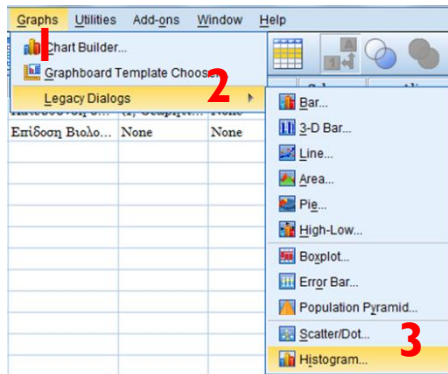 Graphs Utilities Add-ons Window Help
1
Chart Builder...
Graphboard Template Chooser
2
Legacy Dialogs
Επίδοση Βιολο... None None
Bar...
3-D Bar...
Line...
Area...
Pie...
High-Low...
Boxplot...
Error Bar...
Population Pyramid...
Scatter/Dot...
3
Histogram...